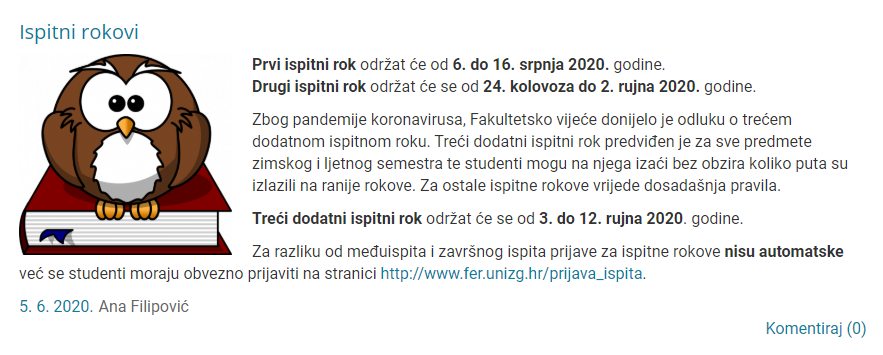 Ispitni rokovi
Prvi ispitni rok održat će od 6. do 16. srpnja 2020. godine.
Drugi ispitni rok održat će se od 24. kolovoza do 2. rujna 2020. godine.
Zbog pandemije koronavirusa, Fakultetsko vijeće donijelo je odluku o trećem
dodatnom ispitnom roku. Treći dodatni ispitni rok predviđen je za sve predmete
zimskog i ljetnog semestra te studenti mogu na njega izaći bez obzira koliko puta su
izlazili na ranije rokove. Za ostale ispitne rokove vrijede dosadašnja pravila.
Treći dodatni ispitni rok održat će se od 3. do 12. rujna 2020. godine.
Za razliku od međuispita i završnog ispita prijave za ispitne rokove nisu automatske
već se studenti moraju obvezno prijaviti na stranici http://www.fer.unizg.hr/prijava_ispita.
5. 6. 2020. Ana Filipović
Komentiraj (0)